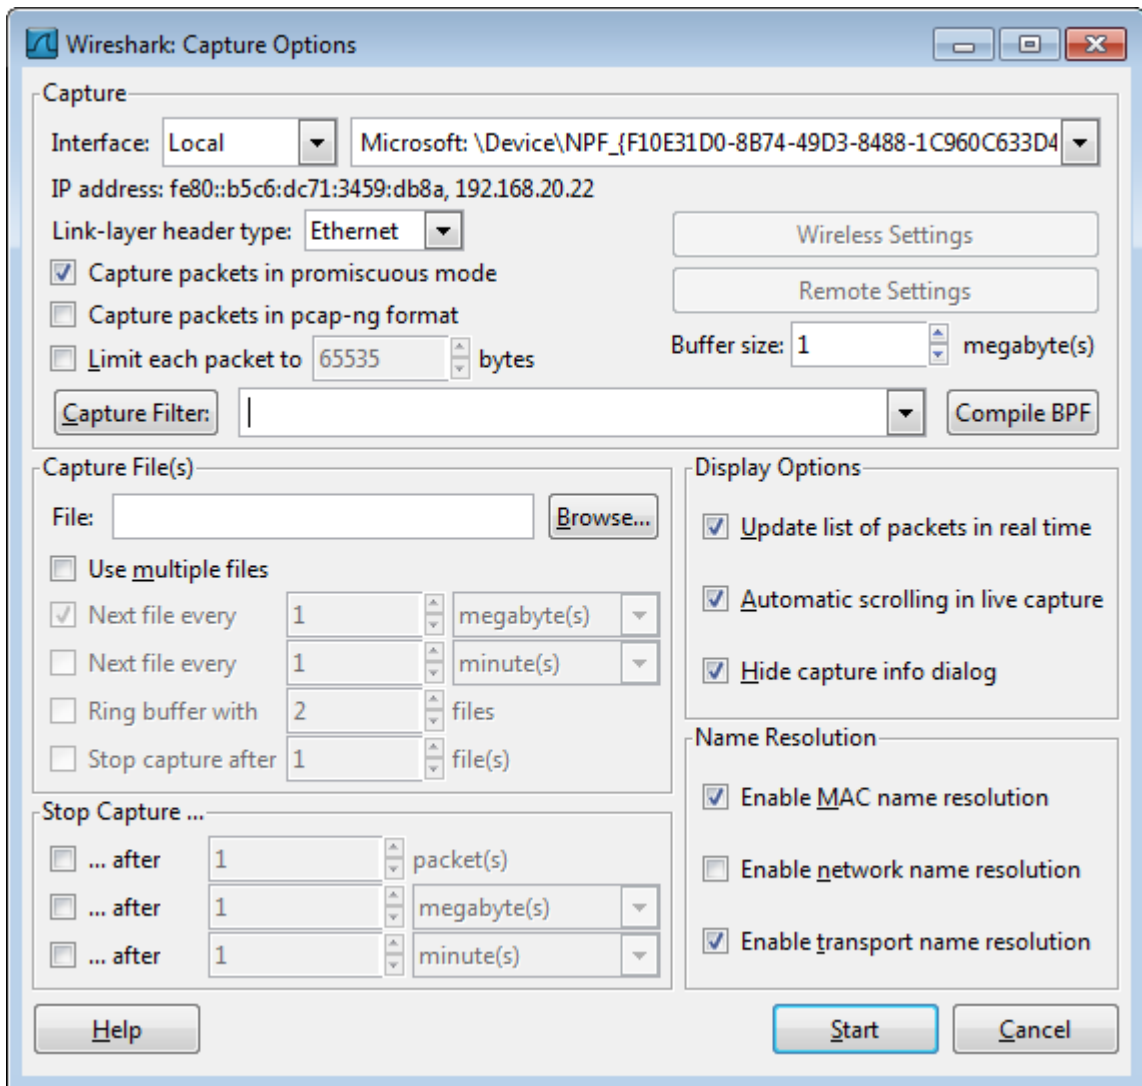 Wireshark: Capture Options
Capture
Interface: Local Microsoft: \Device\NPF_{F10E31D0-8B74-49D3-8488-1C960C633D4
IP address: fe80::b5c6:dc71:3459:db8a, 192.168.20.22
Link-layer header type: Ethernet
Wireless Settings
Capture packets in promiscuous mode
Remote Settings
Capture packets in pcap-ng format
Limit each packet to 65535 bytes
Buffer size: 1 megabyte(s)
Capture Filter: Compile BPF
Capture File(s)
File: Browse...
Use multiple files
Next file every 1 megabyte(s)
Next file every 1 minute(s)
Ring buffer with 2 files
Stop capture after 1 file(s)
Display Options
Update list of packets in real time
Automatic scrolling in live capture
Hide capture info dialog
Stop Capture ...
... after 1 packet(s)
... after 1 megabyte(s)
... after 1 minute(s)
Name Resolution
Enable MAC name resolution
Enable network name resolution
Enable transport name resolution
Help Start Cancel